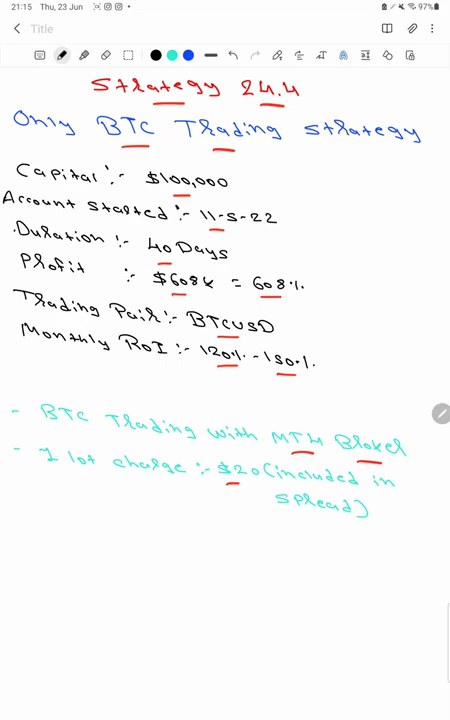 21:15 Thu, 23 Jun
97%
Title
Strategy 24.4
Only BTC Trading strategy
Capital :- $100,000
Account started :- 11-5-22
Duration :- 40 Days
Profit :- $608K = 608%
Trading Pair :- BTCUSD
Monthly RoI :- 120% - 150%
- BTC Trading with MT4 Broker
- 1 lot charge :- $20 (included in
spread)